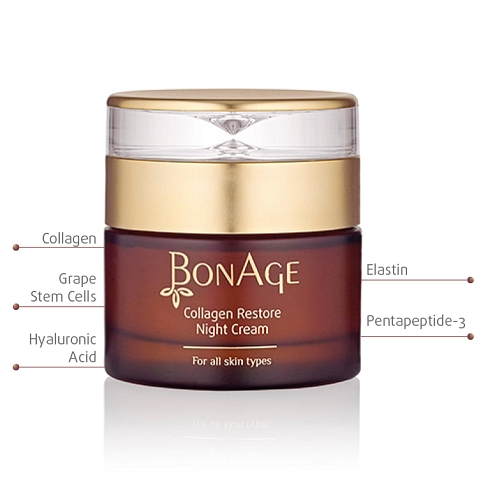 Collagen
Grape
Stem Cells
Hyaluronic
Acid
BONAGE
Collagen Restore
Night Cream
For all skin types
Elastin
Pentapeptide-3